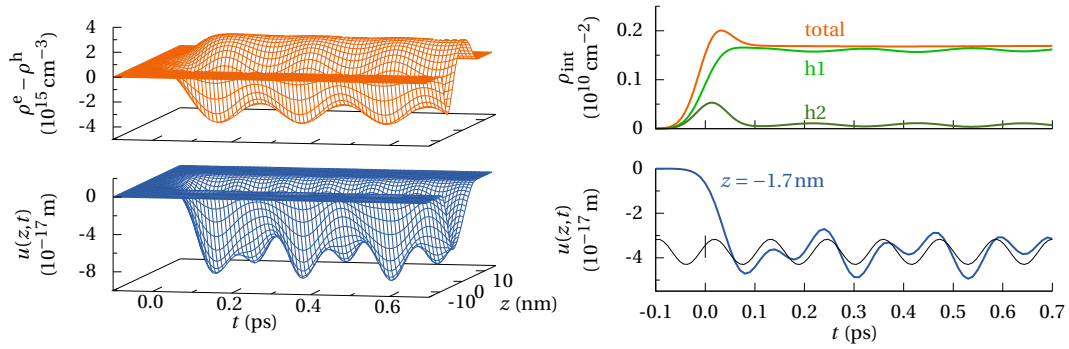 ρ^e − ρ^h
(10^15 cm−3)
4
2
0
-2
-4
u(z,t)
(10^−17 m)
0
-4
-8
0.0
0.2
0.4
0.6
t (ps)
-10
0
10
z (nm)
ρ_int
(10^10 cm−2)
0.2
0.1
0
total
h1
h2
u(z,t)
(10^−17 m)
0
-2
-4
z = −1.7nm
-0.1 0.0 0.1 0.2 0.3 0.4 0.5 0.6 0.7
t (ps)